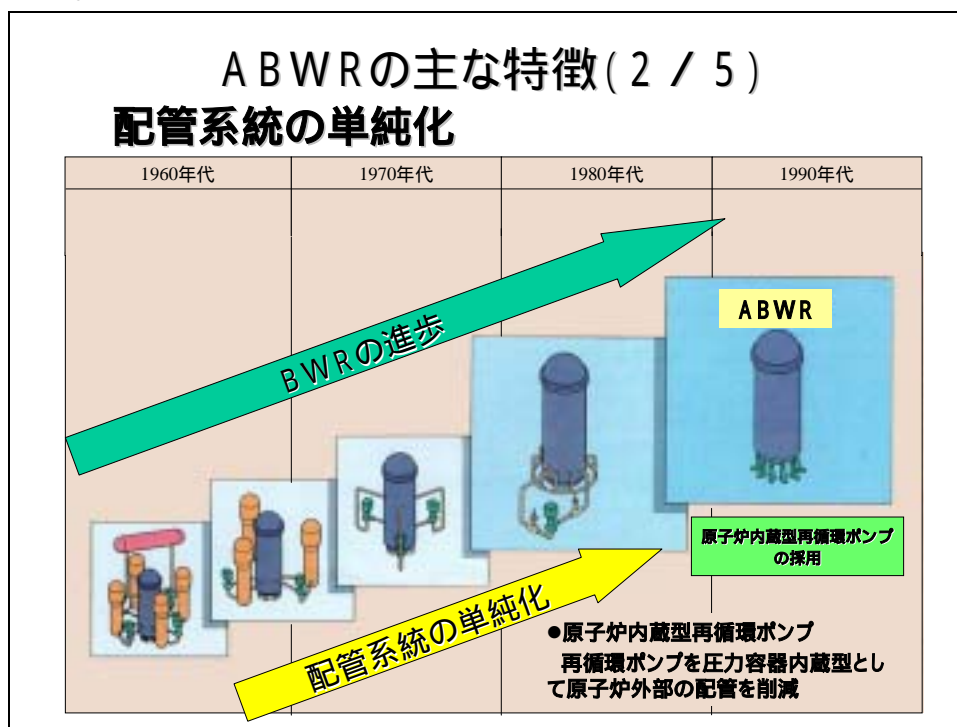 ABWRの主な特徴(2/5)
配管系統の単純化
1960年代 1970年代 1980年代 1990年代
ABWR
BWRの進歩
原子炉内蔵型再循環ポンプ
の採用
配管系統の単純化
●原子炉内蔵型再循環ポンプ
再循環ポンプを圧力容器内蔵型とし
て原子炉外部の配管を削減